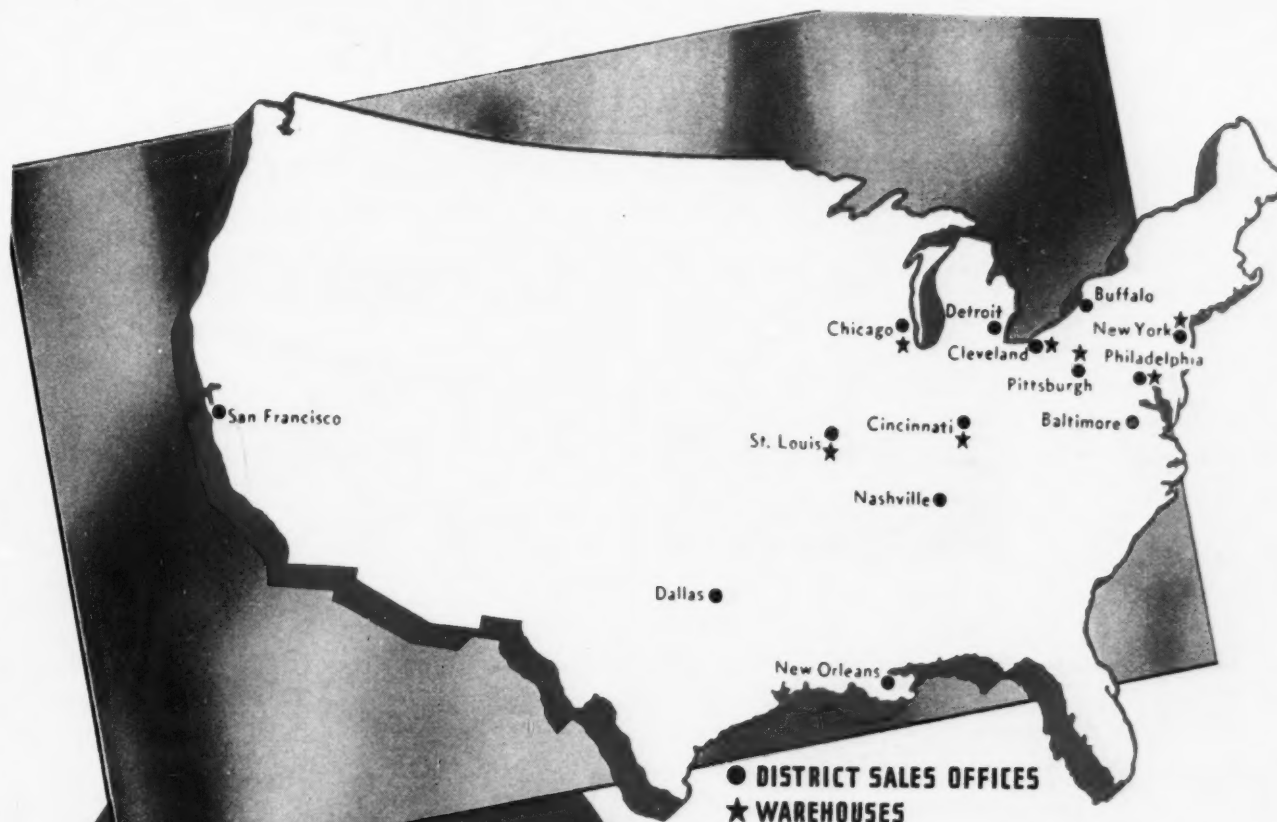 Buffalo
Detroit
Chicago
New York
Cleveland
Philadelphia
Pittsburgh
San Francisco
Cincinnati
Baltimore
St. Louis
Nashville
Dallas
New Orleans
● DISTRICT SALES OFFICES
★ WAREHOUSES